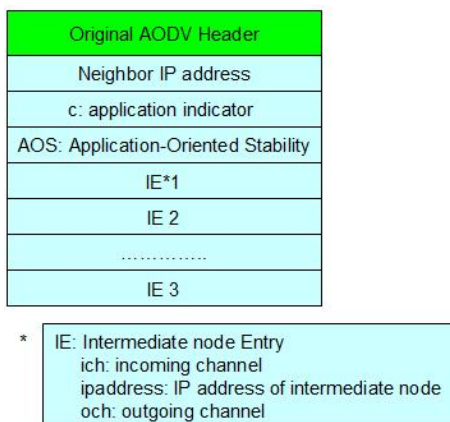 Original AODV Header
Neighbor IP address
c: application indicator
AOS: Application-Oriented Stability
IE*1
IE 2
…………..
IE 3
* IE: Intermediate node Entry
ich: incoming channel
ipaddress: IP address of intermediate node
och: outgoing channel